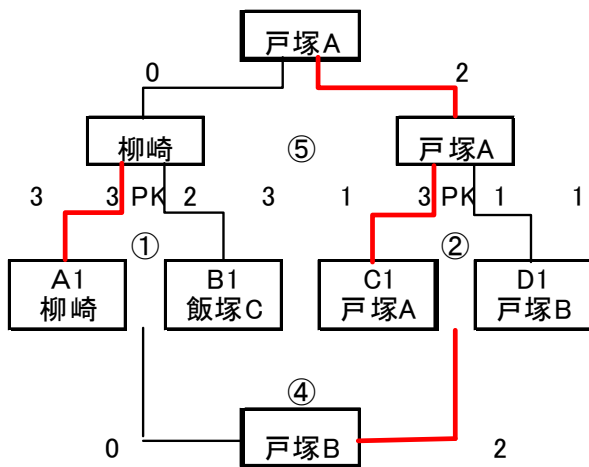 戸塚A
0 2
柳崎 ⑤ 戸塚A
3 3 PK 2 3 1 3 PK 1 1
① ②
A1 B1 C1 D1
柳崎 飯塚C 戸塚A 戸塚B
④
戸塚B
0 2